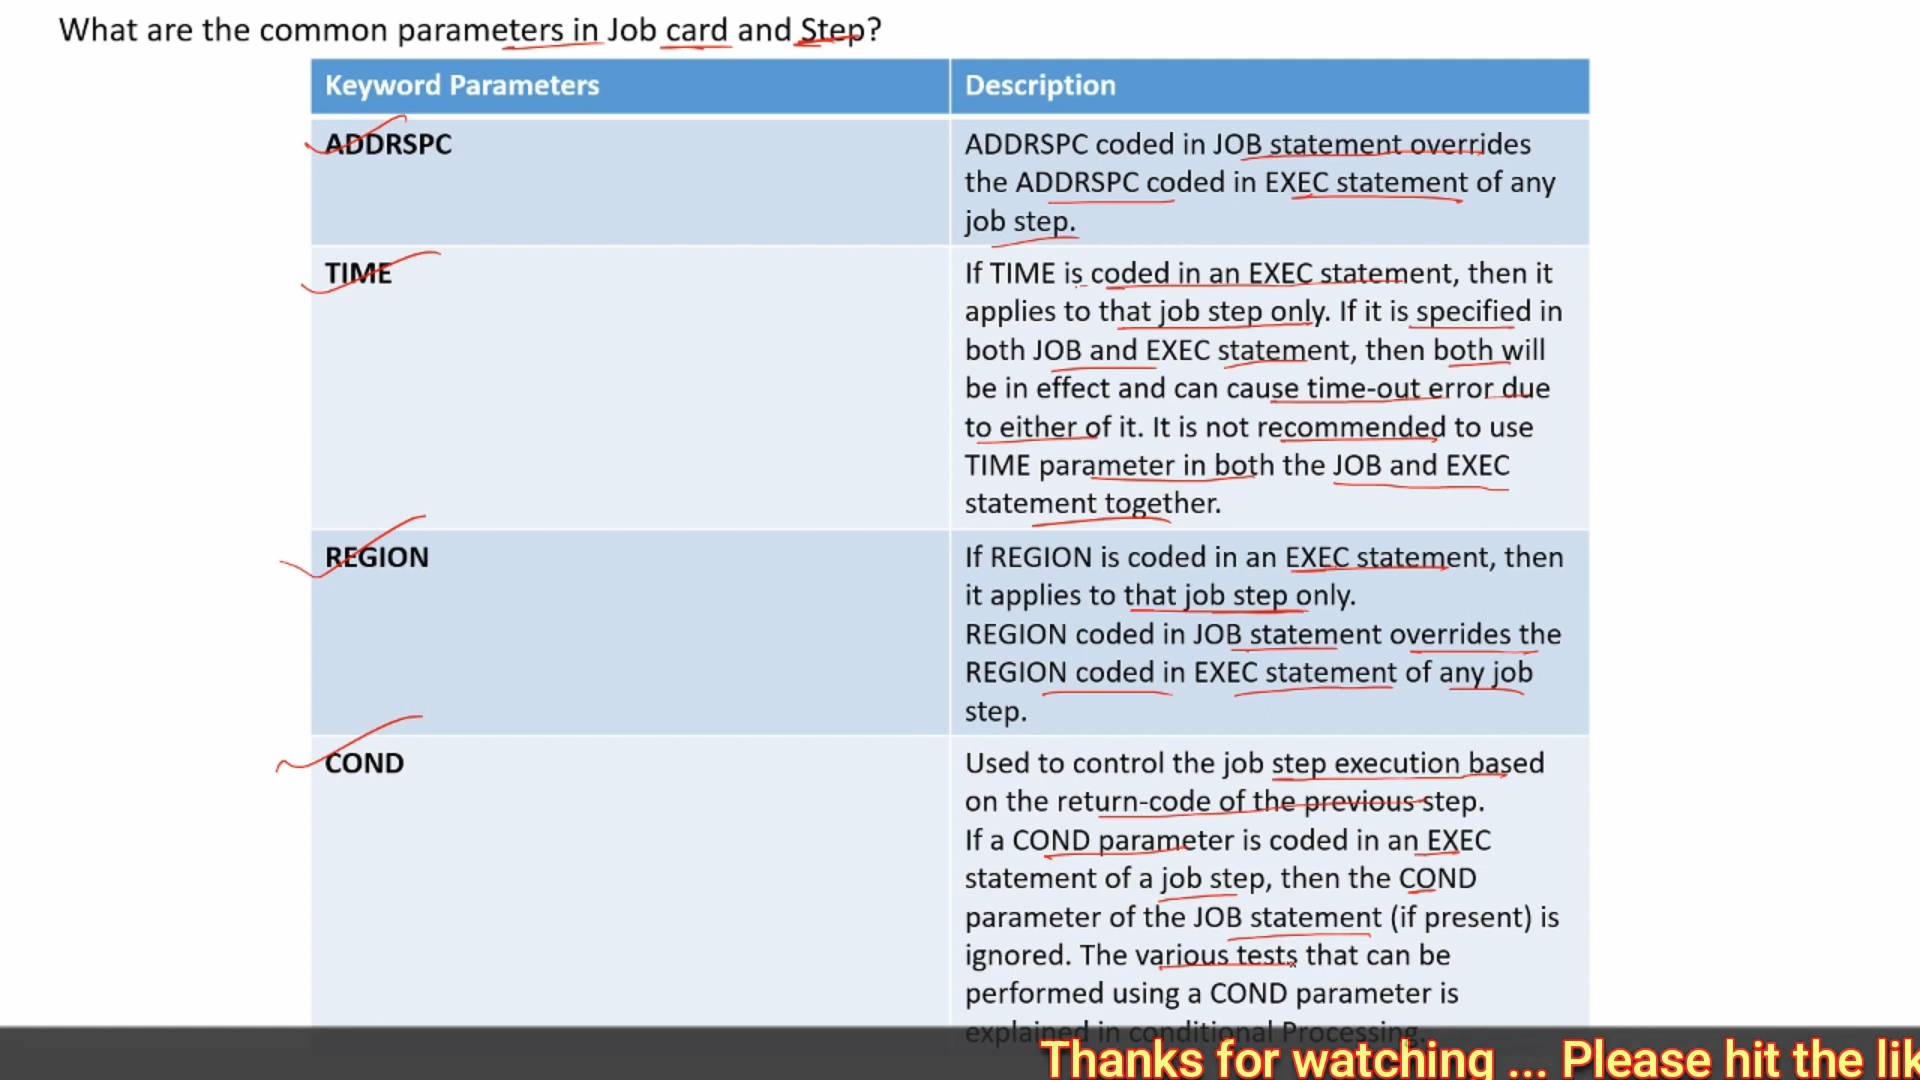 What are the common parameters in Job card and Step?
Keyword Parameters
Description
ADDRSPC
ADDRSPC coded in JOB statement overrides
the ADDRSPC coded in EXEC statement of any
job step.
TIME
If TIME is coded in an EXEC statement, then it
applies to that job step only. If it is specified in
both JOB and EXEC statement, then both will
be in effect and can cause time-out error due
to either of it. It is not recommended to use
TIME parameter in both the JOB and EXEC
statement together.
REGION
If REGION is coded in an EXEC statement, then
it applies to that job step only.
REGION coded in JOB statement overrides the
REGION coded in EXEC statement of any job
step.
COND
Used to control the job step execution based
on the return-code of the previous step.
If a COND parameter is coded in an EXEC
statement of a job step, then the COND
parameter of the JOB statement (if present) is
ignored. The various tests that can be
performed using a COND parameter is
explained in conditional Processing.
Thanks for watching ... Please hit the lik